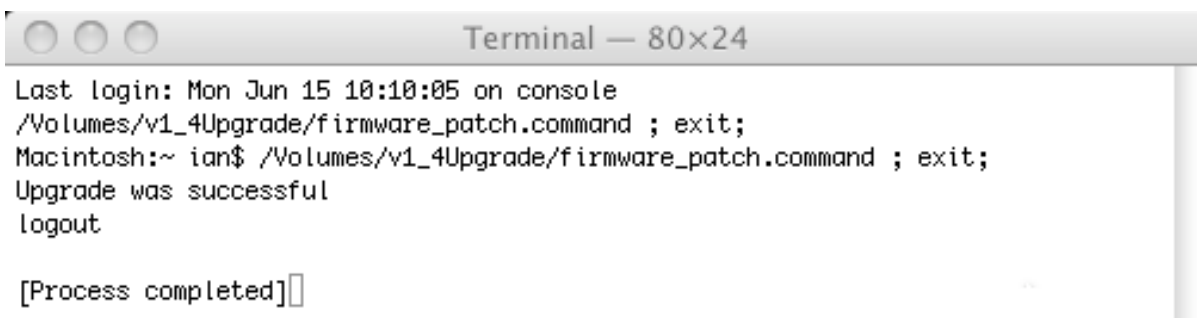 Terminal — 80×24
Last login: Mon Jun 15 10:10:05 on console
/Volumes/v1_4Upgrade/firmware_patch.command ; exit;
Macintosh:~ ian$ /Volumes/v1_4Upgrade/firmware_patch.command ; exit;
Upgrade was successful
logout
[Process completed]